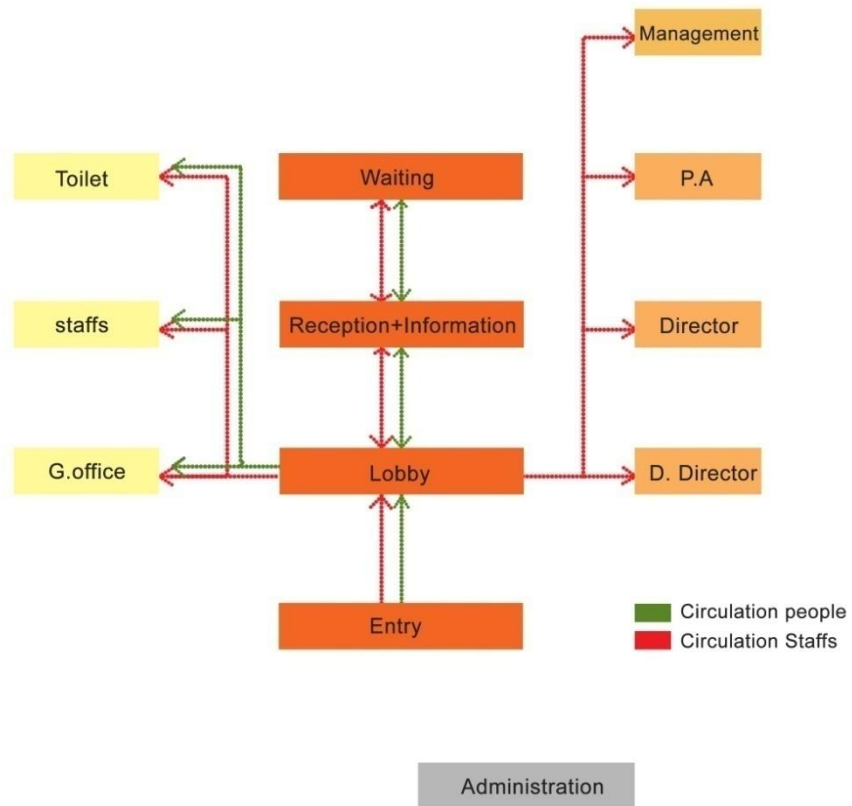 Management
Toilet
Waiting
P.A
staffs
Reception+Information
Director
G.office
Lobby
D. Director
Entry
Circulation people
Circulation Staffs
Administration